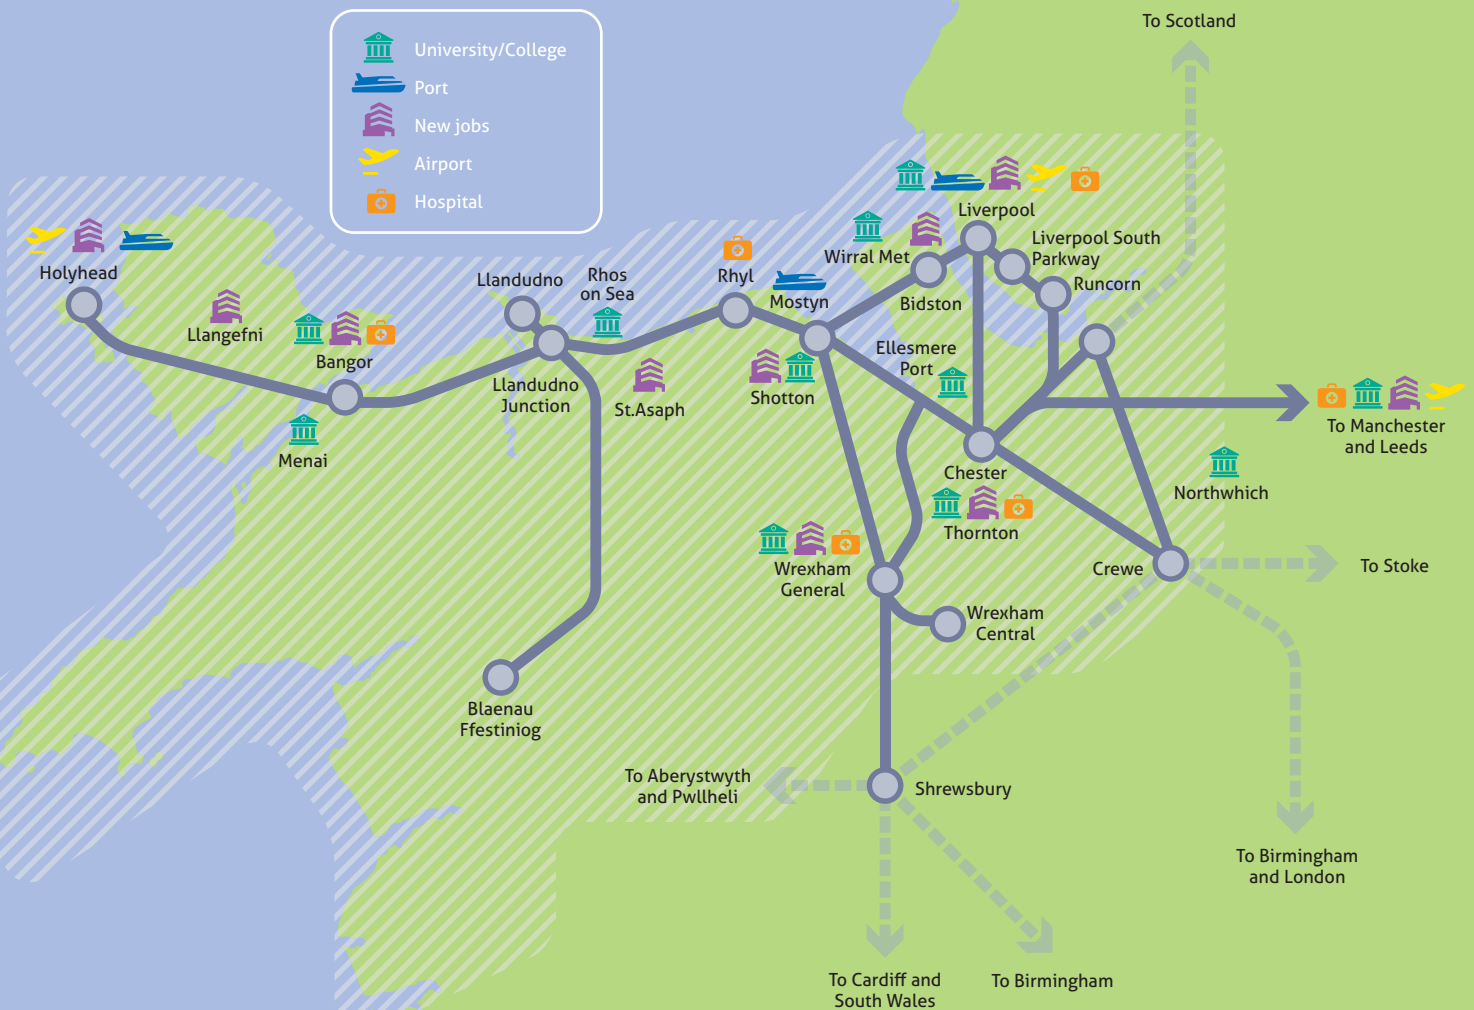 To Scotland
University/College
Port
New jobs
Airport
Hospital
Liverpool
Liverpool South
Parkway
Wirral Met
Bidston
Runcorn
Holyhead
Llandudno
Rhos
on Sea
Rhyl
Mostyn
Llangefni
Bangor
Menai
Llandudno
Junction
St.Asaph
Shotton
Ellesmere
Port
Chester
To Manchester
and Leeds
Northwhich
Thornton
Wrexham
General
Crewe
To Stoke
Wrexham
Central
Blaenau
Ffestiniog
To Aberystwyth
and Pwllheli
Shrewsbury
To Birmingham
and London
To Cardiff and
South Wales
To Birmingham